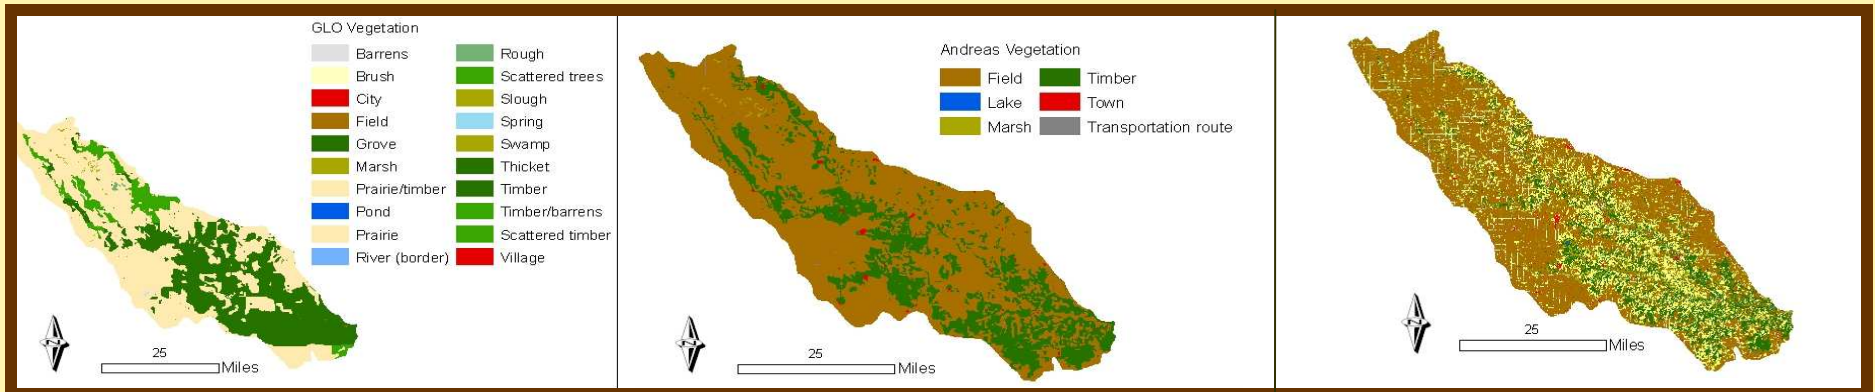 GLO Vegetation
Barrens
Brush
City
Field
Grove
Marsh
Prairie/timber
Pond
Prairie
River (border)
Rough
Scattered trees
Slough
Spring
Swamp
Thicket
Timber
Timber/barrens
Scattered timber
Village
N
25
Miles
Andreas Vegetation
Field
Lake
Marsh
Timber
Town
Transportation route
N
25
Miles
N
25
Miles